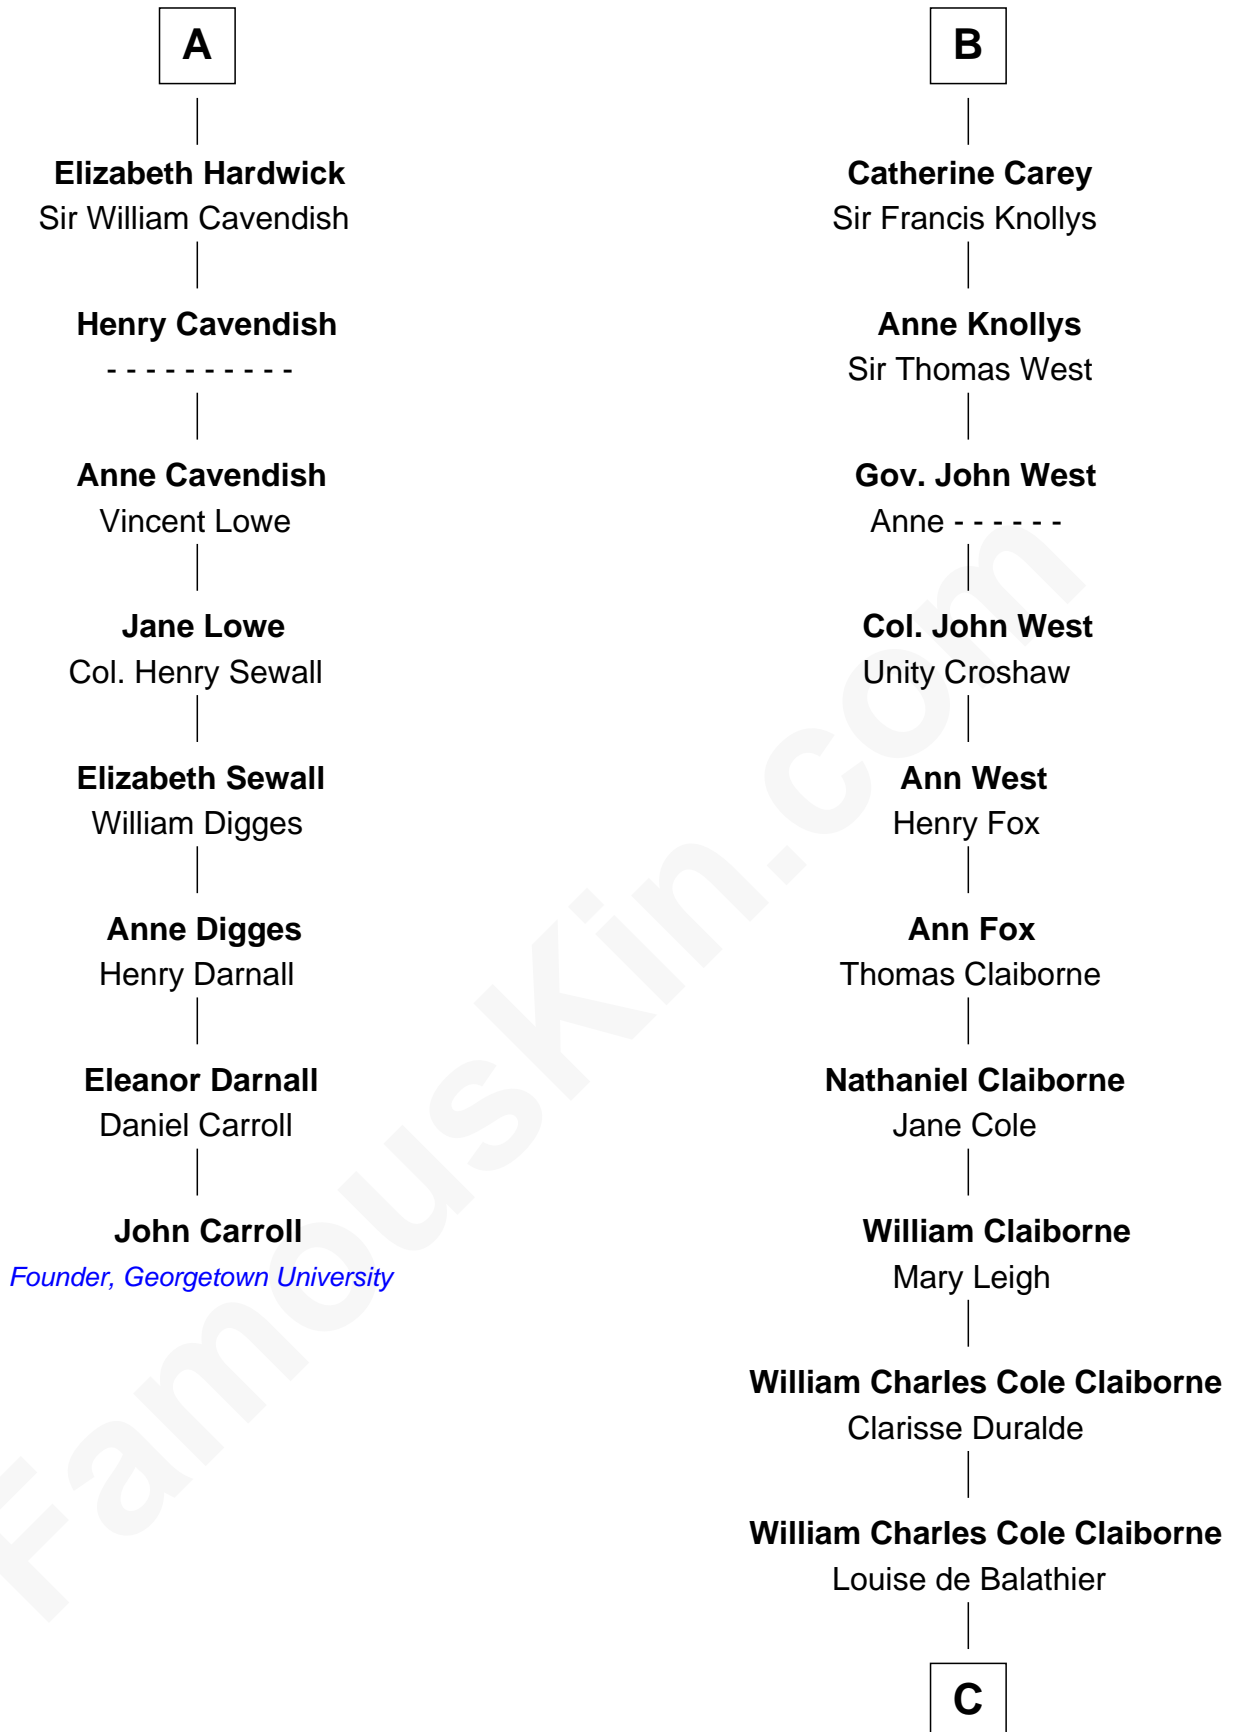 A
Elizabeth Hardwick
Sir William Cavendish
Henry Cavendish
- - - - - - - - - -
Anne Cavendish
Vincent Lowe
Jane Lowe
Col. Henry Sewall
Elizabeth Sewall
William Digges
Anne Digges
Henry Darnall
Eleanor Darnall
Daniel Carroll
John Carroll
Founder, Georgetown University
B
Catherine Carey
Sir Francis Knollys
Anne Knollys
Sir Thomas West
Gov. John West
Anne - - - - - -
Col. John West
Unity Croshaw
Ann West
Henry Fox
Ann Fox
Thomas Claiborne
Nathaniel Claiborne
Jane Cole
William Claiborne
Mary Leigh
William Charles Cole Claiborne
Clarisse Duralde
William Charles Cole Claiborne
Louise de Balathier
C
FamousKin.com